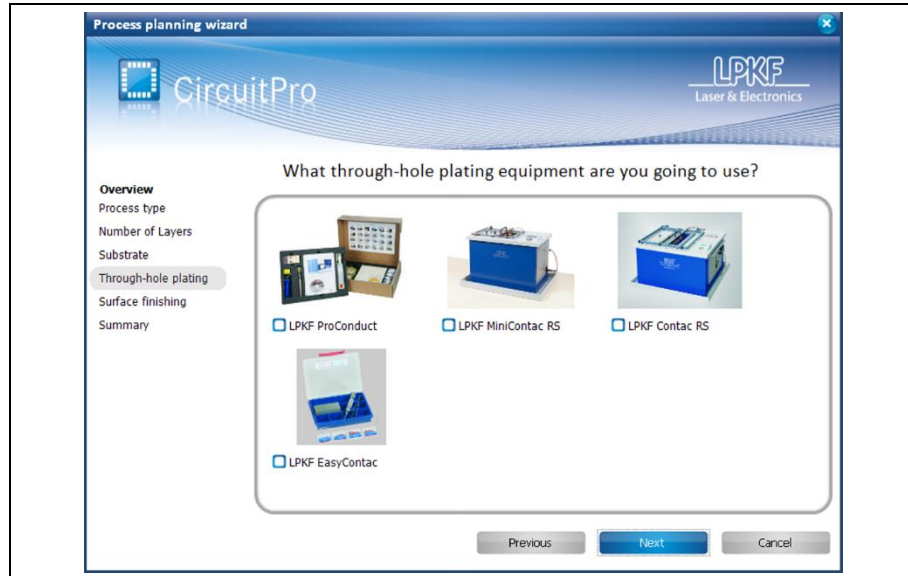 Process planning wizard
CircuitPro
LPKF
Laser & Electronics
What through-hole plating equipment are you going to use?
Overview
Process type
Number of Layers
Substrate
Through-hole plating
Surface finishing
Summary
LPKF ProConduct
LPKF MiniContac RS
LPKF Contac RS
LPKF EasyContac
Previous
Next
Cancel